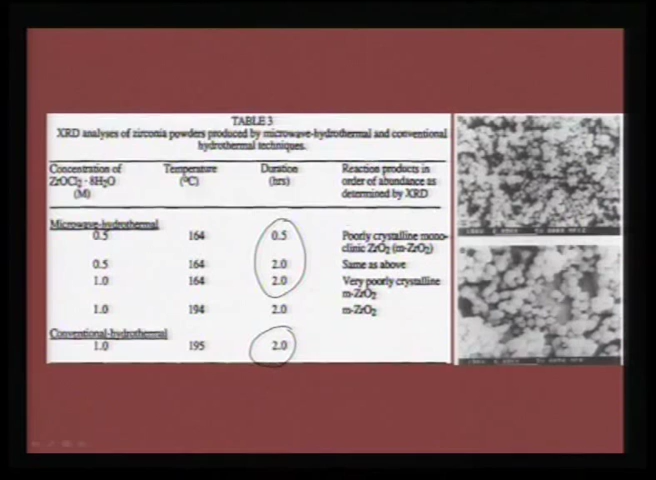 TABLE 3
XRD analyses of zirconia powders produced by microwave-hydrothermal and conventional
hydrothermal techniques.
Concentration of ZrOCl₂ · 8H₂O (M) Temperature (°C) Duration (hrs) Reaction products in order of abundance as determined by XRD
Microwave-hydrothermal
0.5 164 0.5 Poorly crystalline mono-
clinic ZrO₂ (m-ZrO₂)
0.5 164 2.0 Same as above
1.0 164 2.0 Very poorly crystalline
m-ZrO₂
1.0 194 2.0 m-ZrO₂
Conventional-hydrothermal
1.0 195 2.0